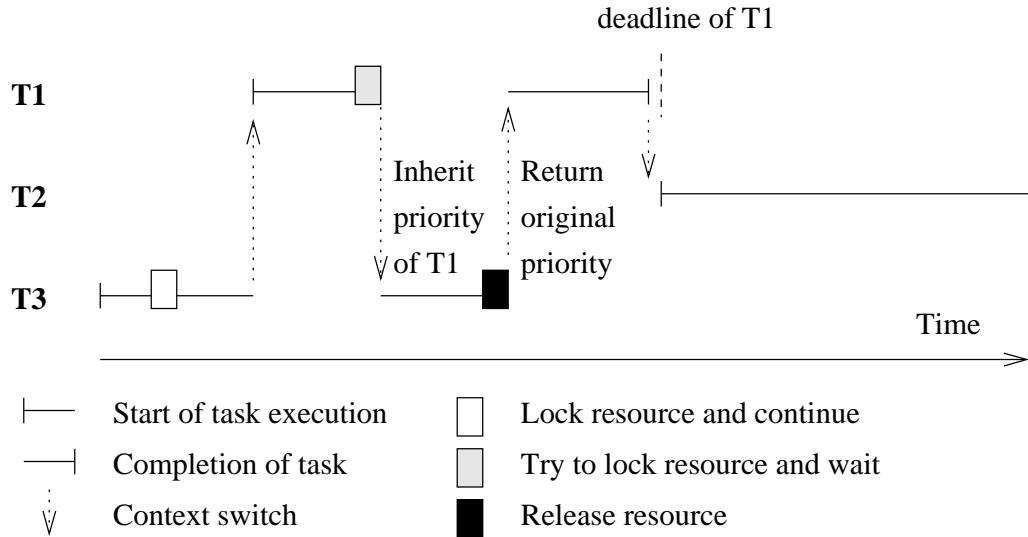 deadline of T1
T1
T2
T3
Inherit
priority
of T1
Return
original
priority
Time
Start of task execution
Completion of task
Context switch
Lock resource and continue
Try to lock resource and wait
Release resource